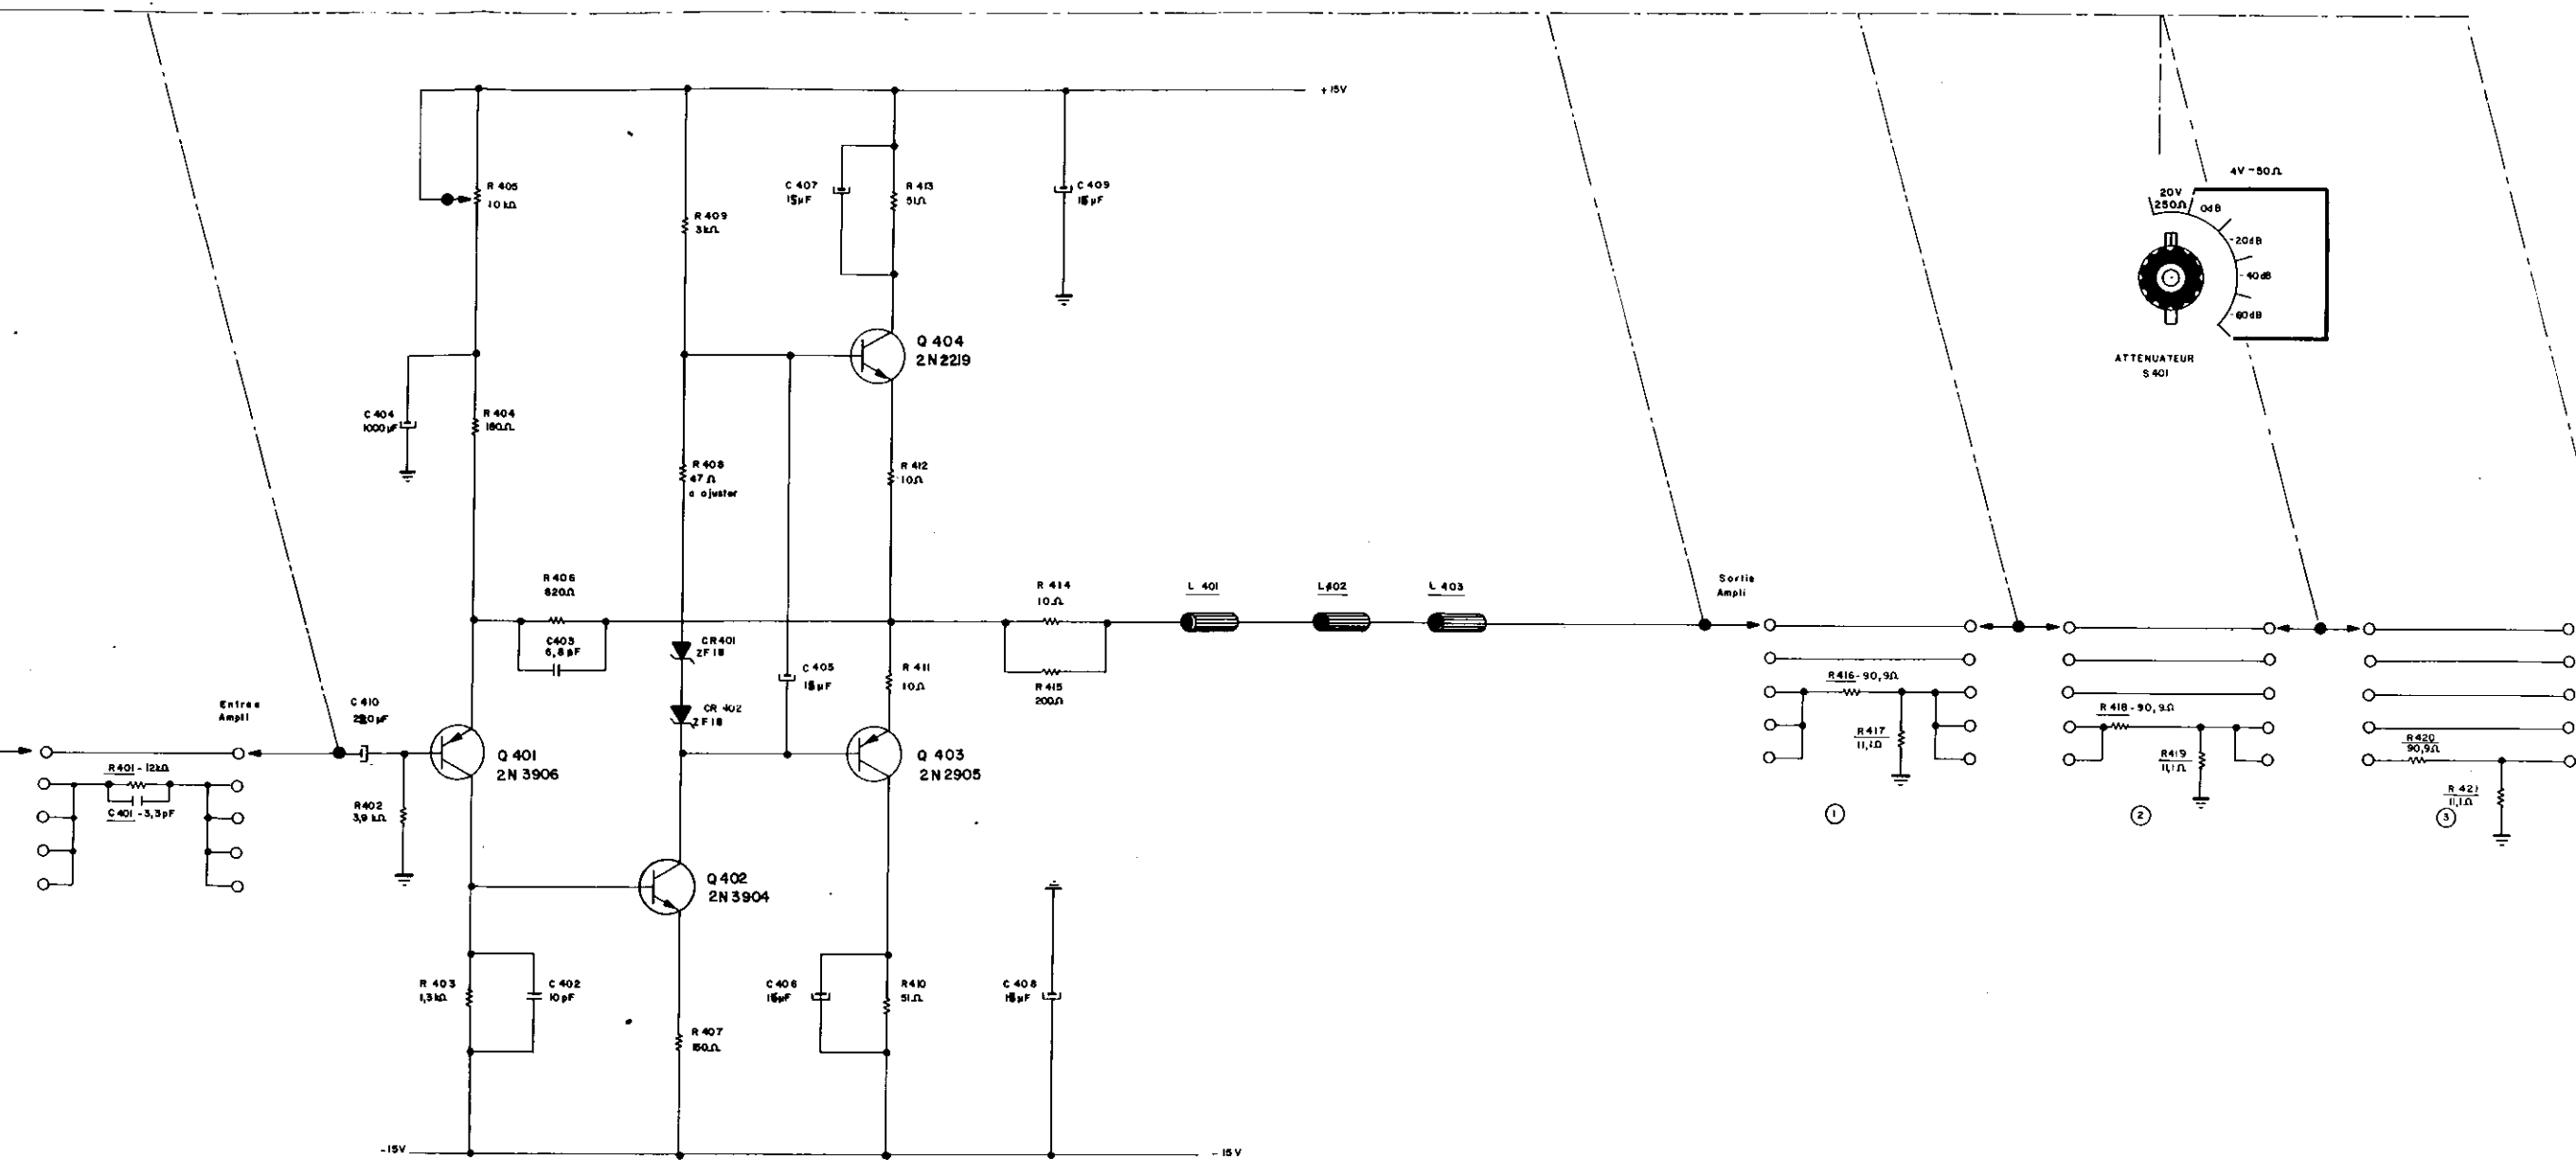 +15V
4V-50Ω
20V
250Ω
0dB
-20dB
-40dB
-60dB
ATTENUATEUR
S 401
R 405
10 kΩ
R 409
3kΩ
C 407
15µF
R 413
51Ω
C 409
15µF
Q 404
2N2219
C 404
1000µF
R 404
R 408
47 Ω
a ajuster
R 412
10Ω
R 406
820Ω
C403
6,8pF
CR401
ZF18
C 405
15µF
R 411
10Ω
R 414
10Ω
R 415
200Ω
L 401
L402
L 403
Sortie
Ampli
CR 402
ZF18
Entrée
Ampli
C 410
Q 401
2N 3906
Q 403
2N2905
R401-12kΩ
C401-3,3pF
R402
3,9 kΩ
R416-90,9Ω
R417
11,1Ω
R418-90,9Ω
R419
11,1Ω
R420
90,9Ω
R 421
11,1Ω
1
2
3
Q 402
2N 3904
R 403
1,3kΩ
C 402
10pF
C 406
15µF
R410
51Ω
C 408
15µF
R 407
-15V
-15V